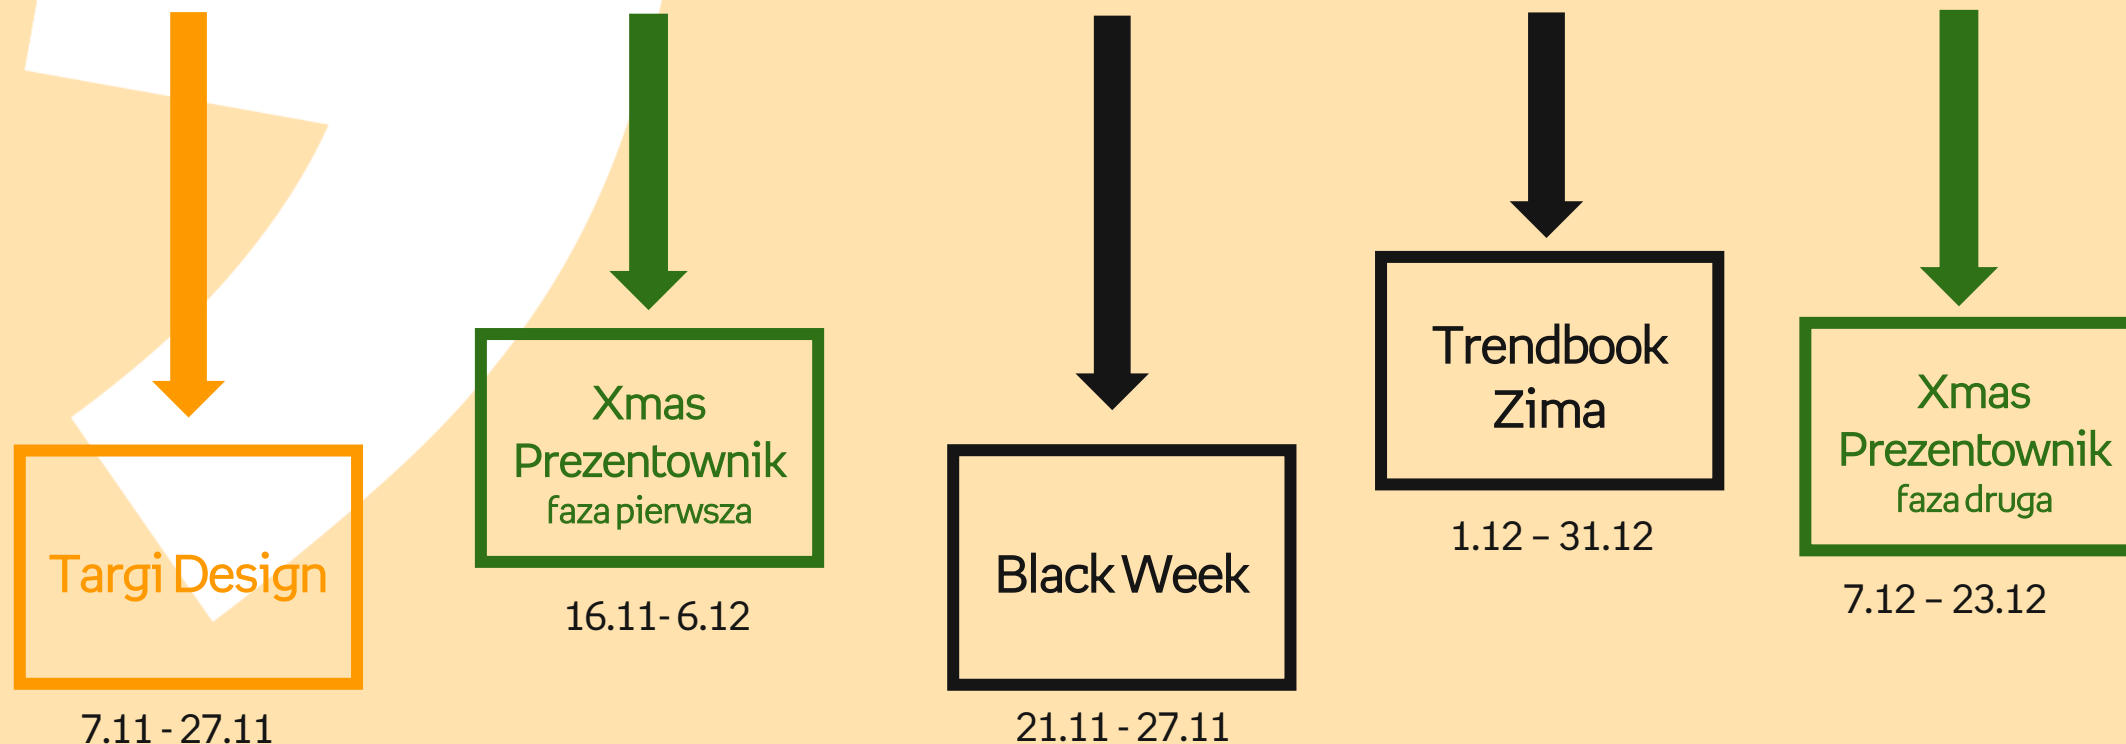 Targi Design
7.11 - 27.11
Xmas
Prezentownik
faza pierwsza
16.11- 6.12
Black Week
21.11 - 27.11
Trendbook
Zima
1.12 – 31.12
Xmas
Prezentownik
faza druga
7.12 – 23.12